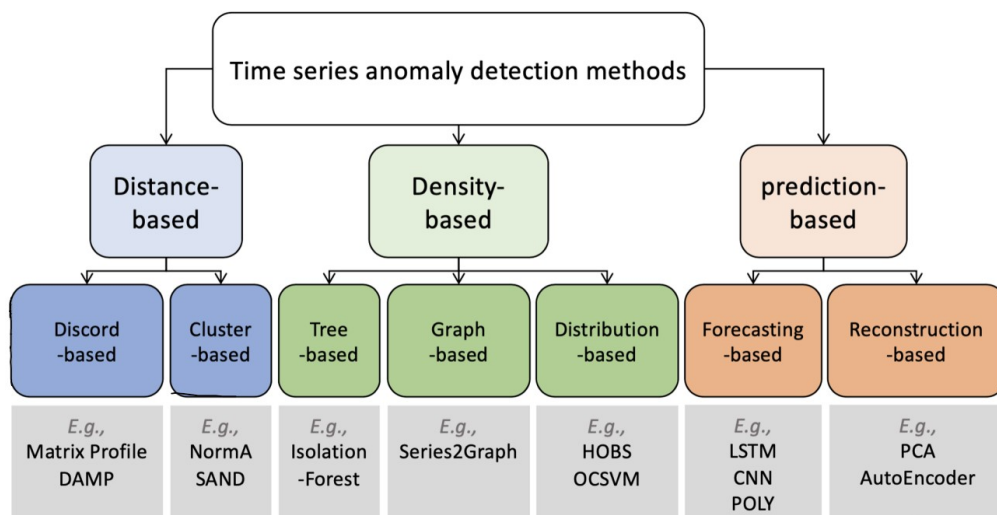 Time series anomaly detection methods
Distance-
based
Density-
based
prediction-
based
Discord
-based
Cluster
-based
Tree
-based
Graph
-based
Distribution
-based
Forecasting
-based
Reconstruction
-based
E.g.,
Matrix Profile
DAMP
E.g.,
NormA
SAND
E.g.,
Isolation
-Forest
E.g.,
Series2Graph
E.g.,
HOBS
OCSVM
E.g.,
LSTM
CNN
POLY
E.g.,
PCA
AutoEncoder